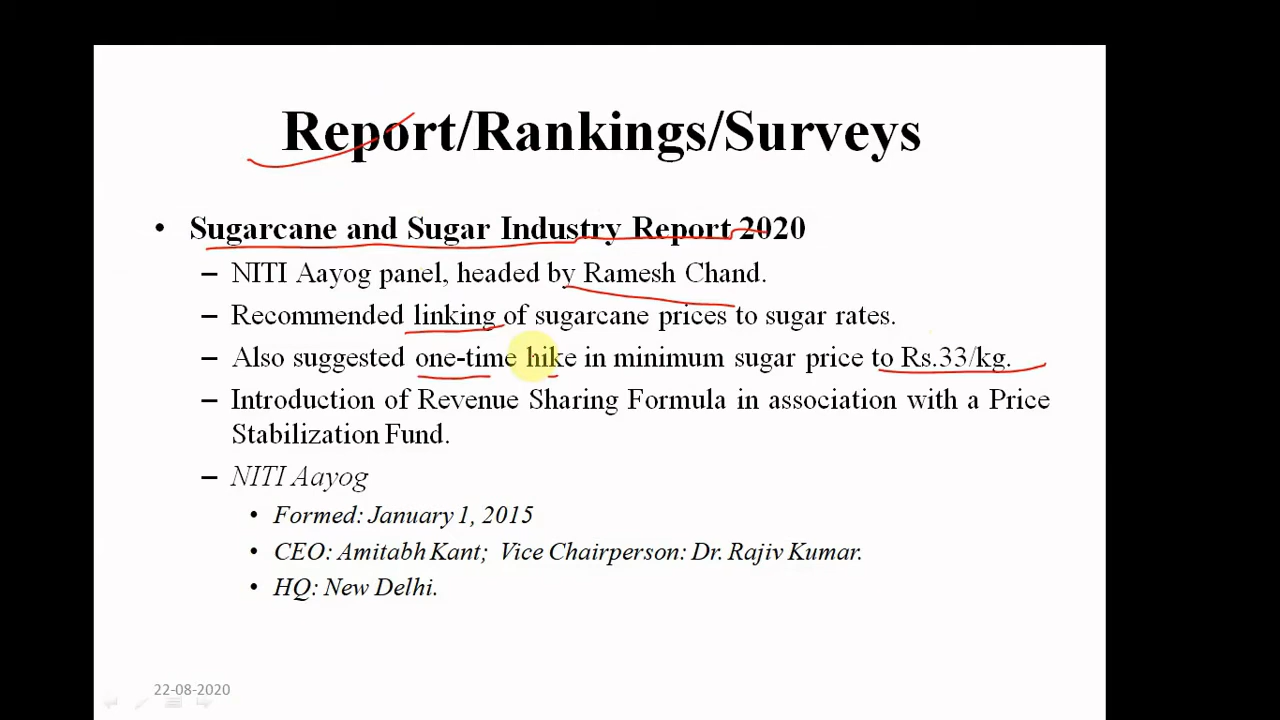 Report/Rankings/Surveys
• Sugarcane and Sugar Industry Report 2020
– NITI Aayog panel, headed by Ramesh Chand.
– Recommended linking of sugarcane prices to sugar rates.
– Also suggested one-time hike in minimum sugar price to Rs.33/kg.
– Introduction of Revenue Sharing Formula in association with a Price
Stabilization Fund.
– NITI Aayog
• Formed: January 1, 2015
• CEO: Amitabh Kant; Vice Chairperson: Dr. Rajiv Kumar.
• HQ: New Delhi.
22-08-2020